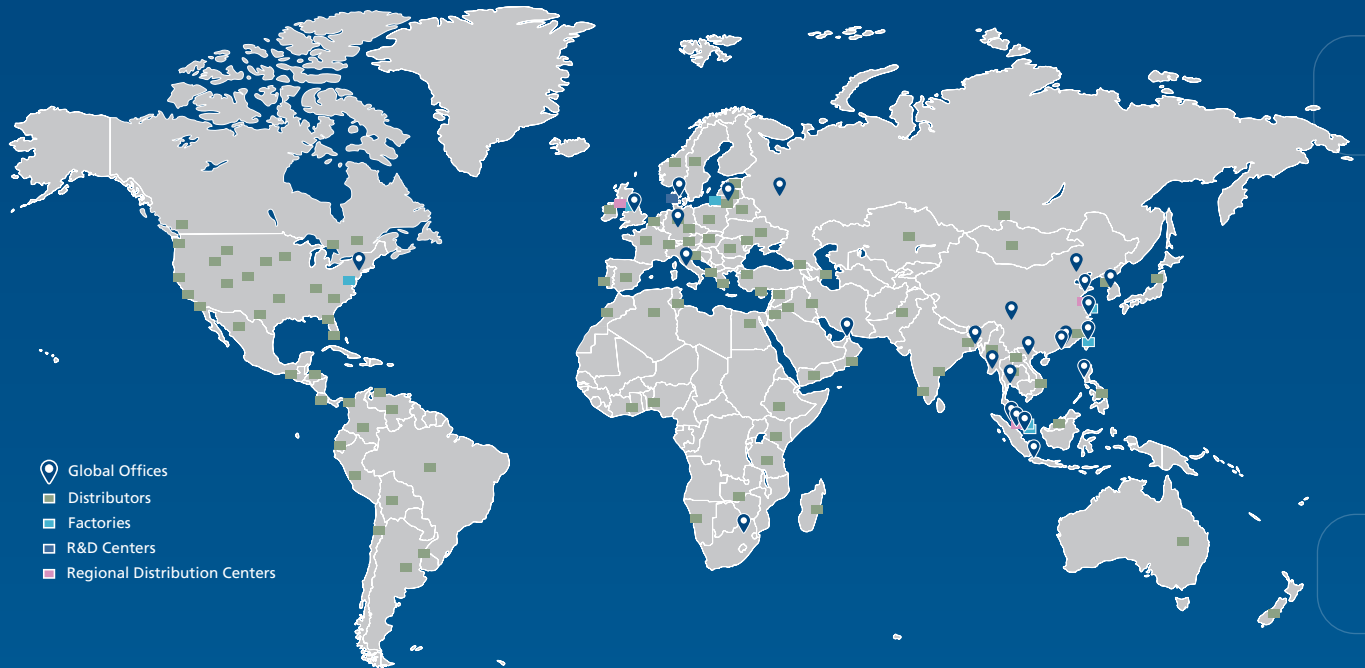 Global Offices
Distributors
Factories
R&D Centers
Regional Distribution Centers